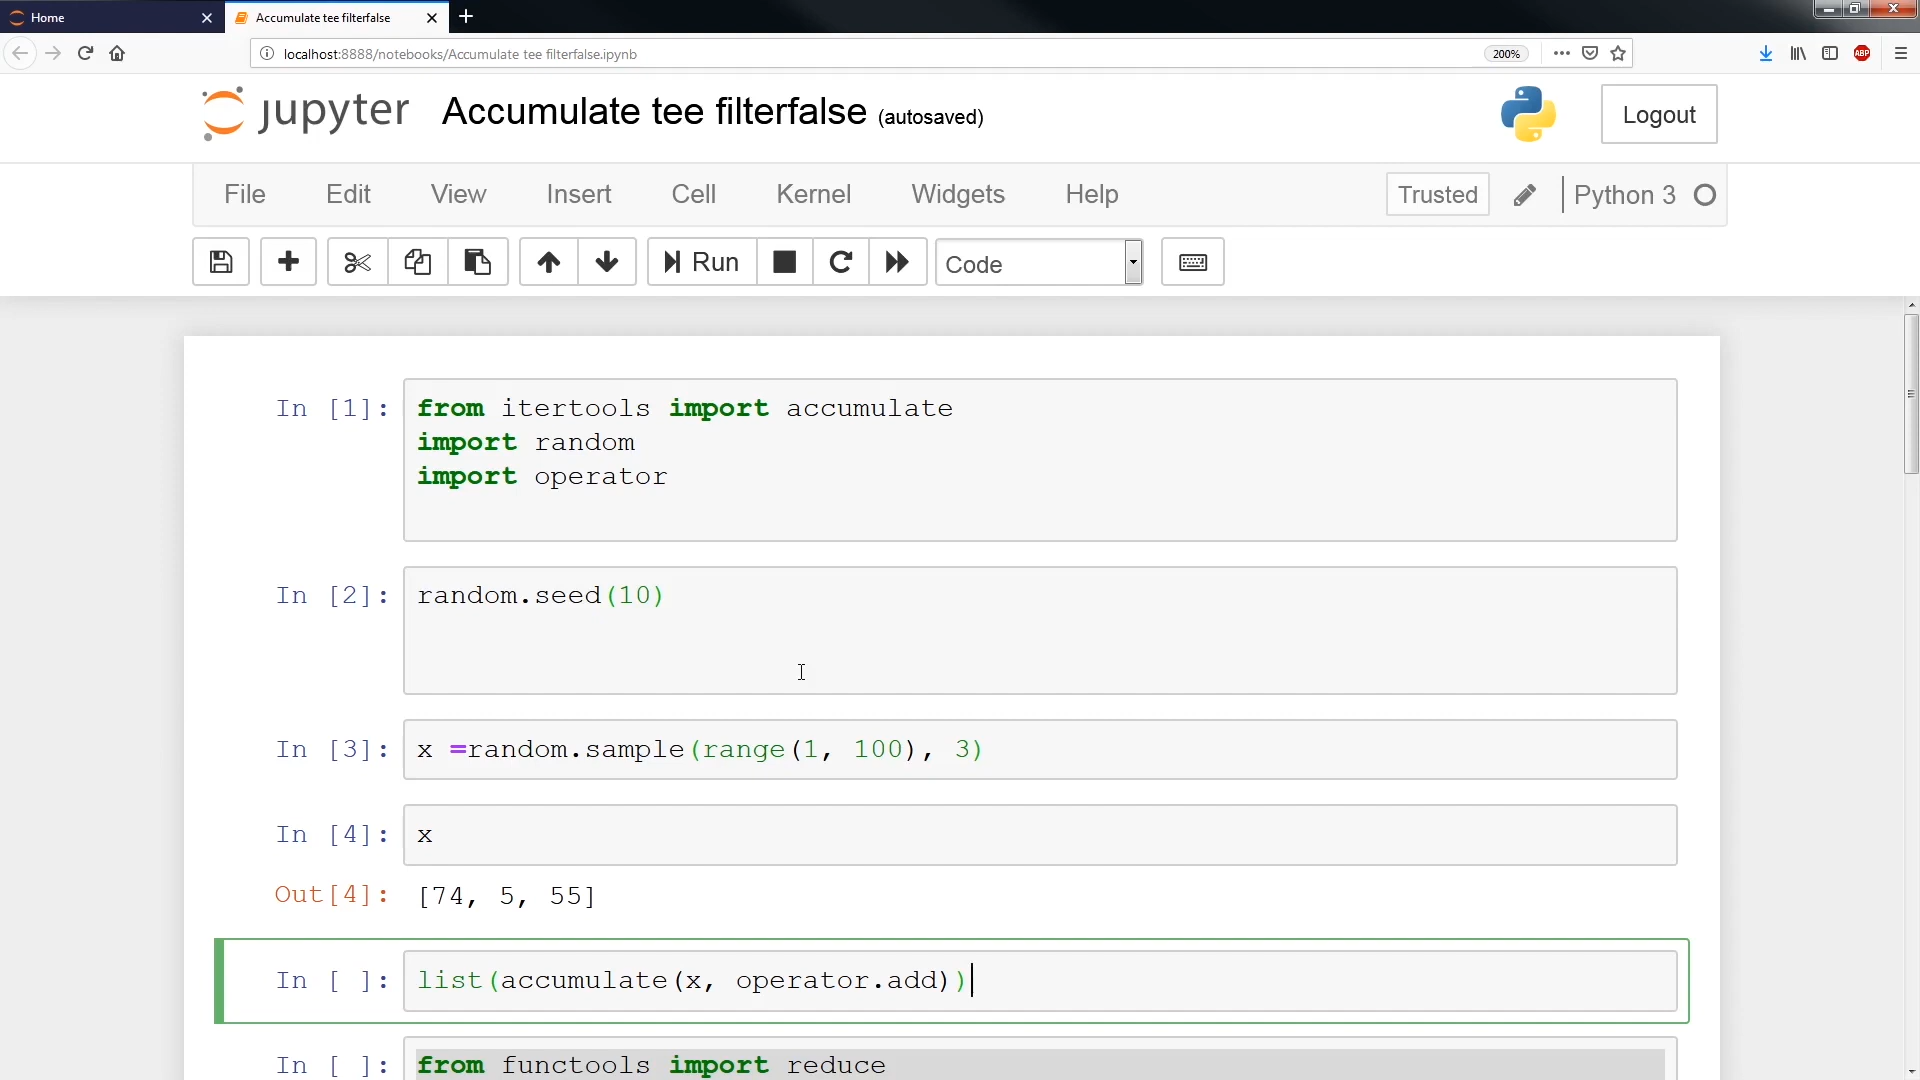 Home
Accumulate tee filterfalse
localhost:8888/notebooks/Accumulate tee filterfalse.ipynb
200%
ABP
jupyter Accumulate tee filterfalse (autosaved)
Logout
File Edit View Insert Cell Kernel Widgets Help
Trusted
Python 3
Run
Code
In [1]: from itertools import accumulate
import random
import operator
In [2]: random.seed(10)
In [3]: x =random.sample(range(1, 100), 3)
In [4]: x
Out[4]: [74, 5, 55]
In [ ]: list(accumulate(x, operator.add))
In [ ]: from functools import reduce